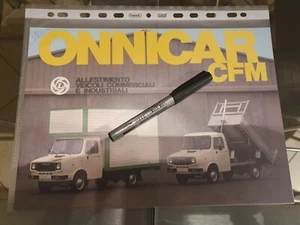 ONNICAR
CFM
ALLESTIMENTO
VEICOLI COMMERCIALI
E INDUSTRIALI